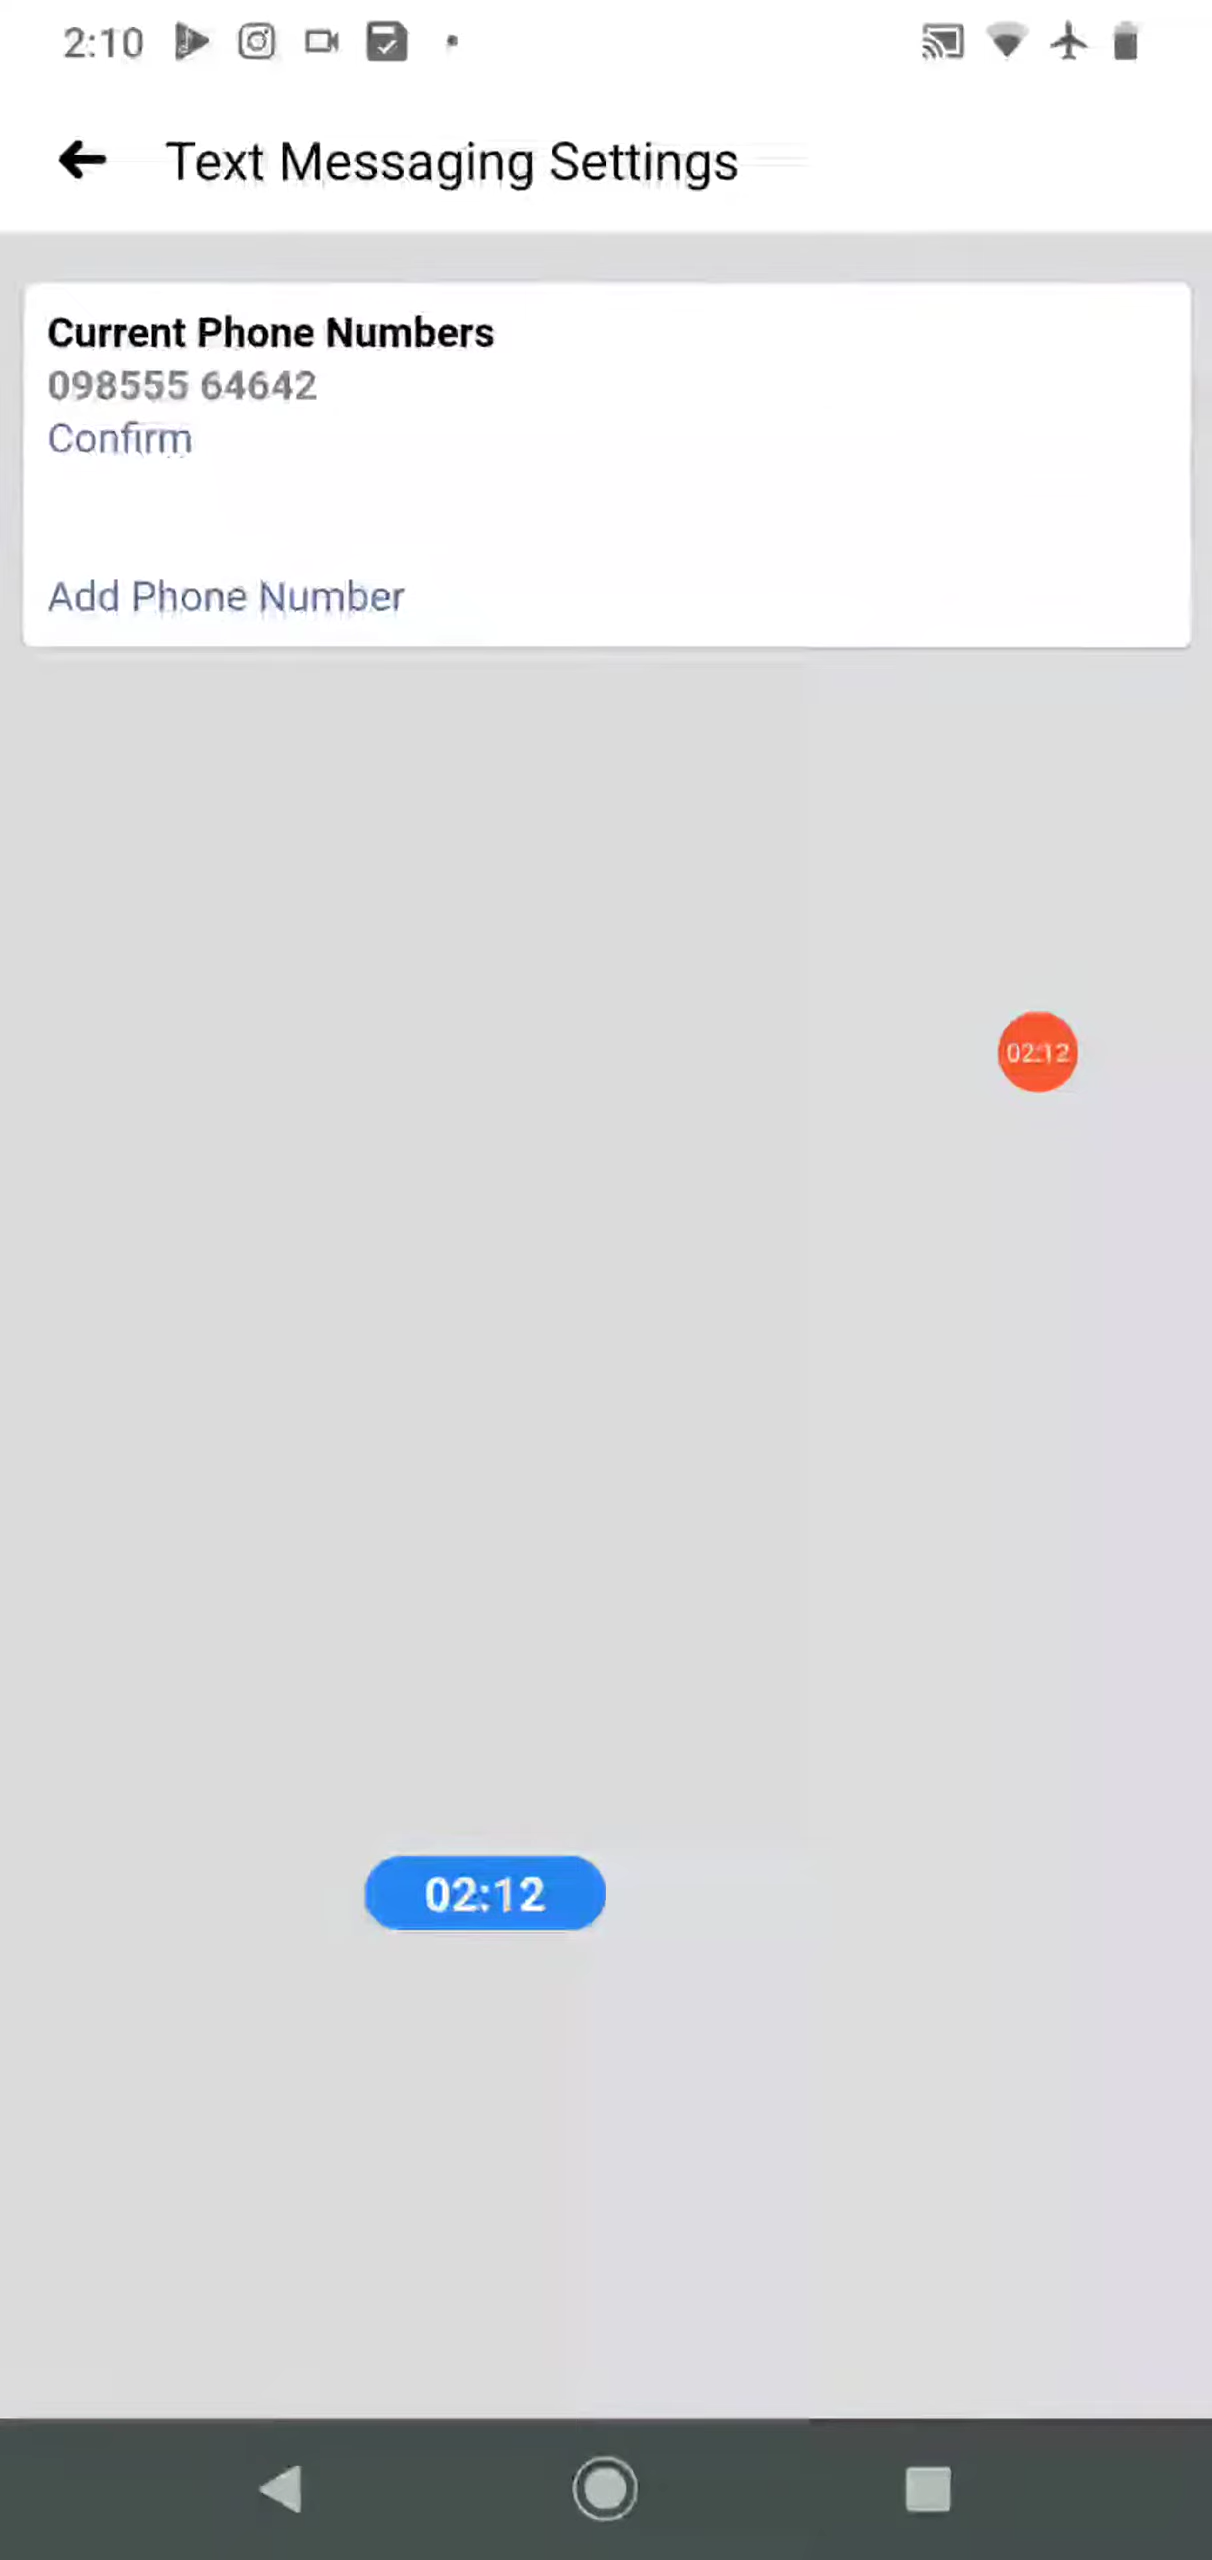 2:10
Text Messaging Settings
Current Phone Numbers
098555 64642
Confirm
Add Phone Number
02:12
02:12